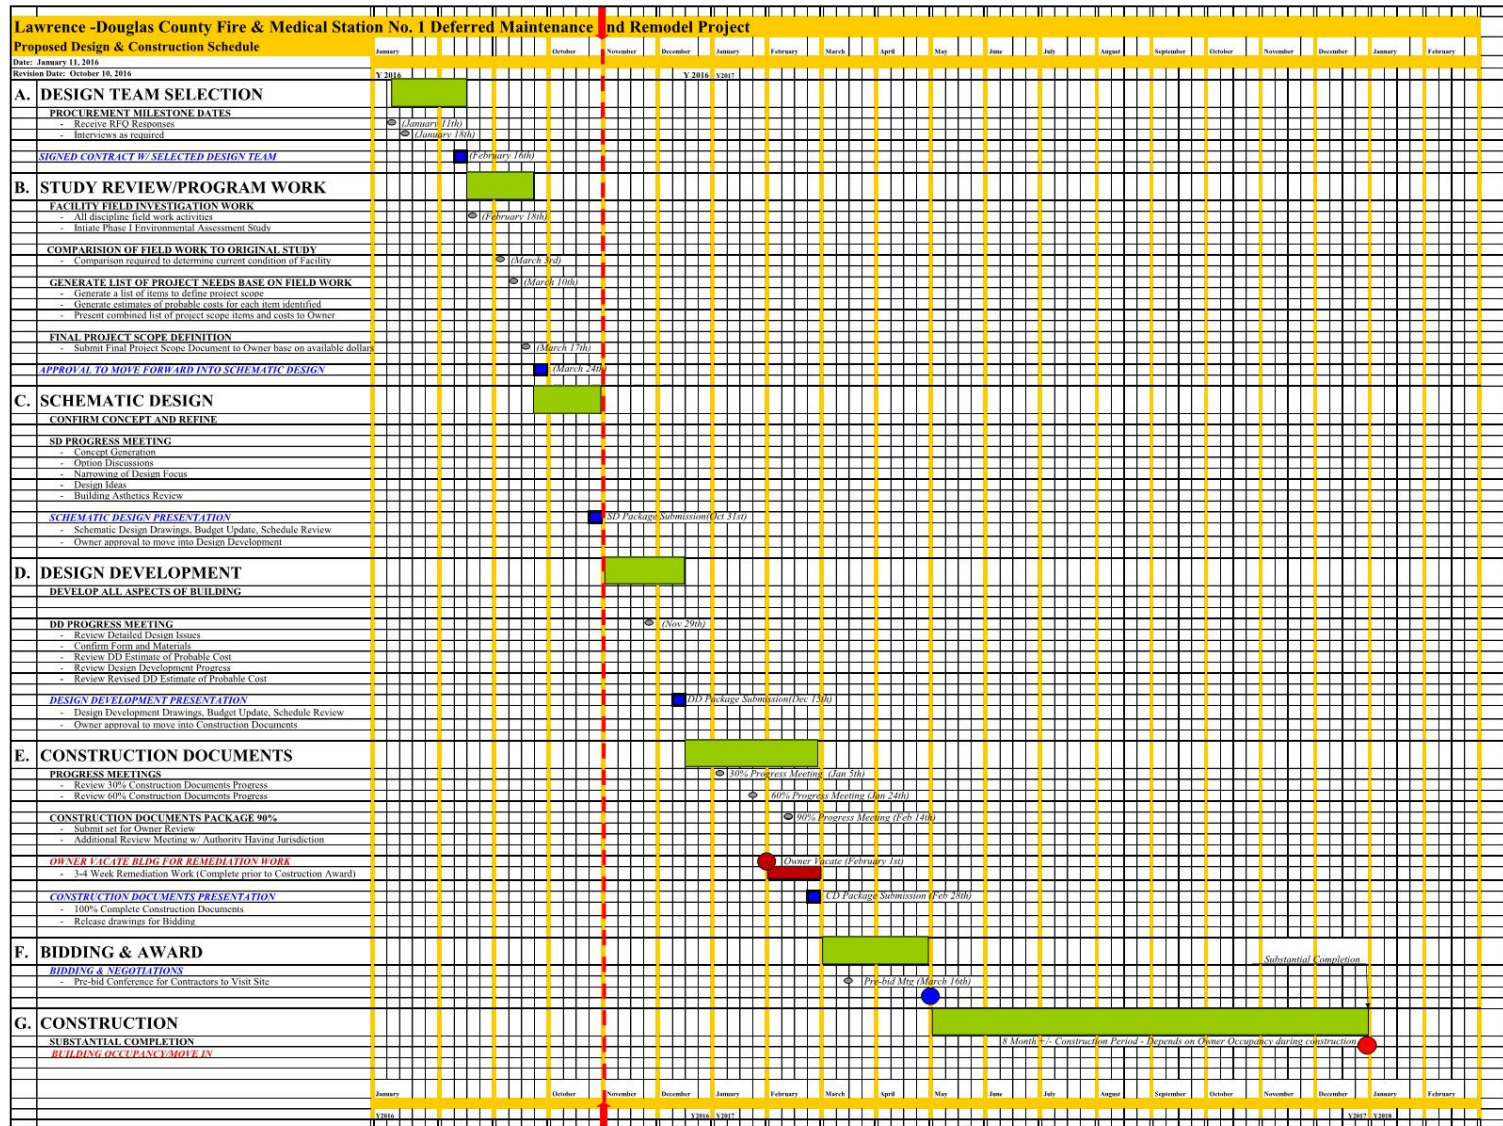 Lawrence -Douglas County Fire & Medical Station No. 1 Deferred Maintenance nd Remodel Project
Proposed Design & Construction Schedule
January October November December January February March April May June July August September October November December January February
Date: January 11, 2016
Revision Date: October 10, 2016
Y 2016 Y 2016 Y2017
A. DESIGN TEAM SELECTION
PROCUREMENT MILESTONE DATES
- Receive RFQ Responses (January 11th)
- Interviews as required (January 18th)
SIGNED CONTRACT W/ SELECTED DESIGN TEAM (February 16th)
B. STUDY REVIEW/PROGRAM WORK
FACILITY FIELD INVESTIGATION WORK
- All discipline field work activities (February 18th)
- Intiate Phase I Environmental Assessment Study
COMPARISION OF FIELD WORK TO ORIGINAL STUDY
- Comparison required to determine current condition of Facility (March 3rd)
GENERATE LIST OF PROJECT NEEDS BASE ON FIELD WORK (March 10th)
- Generate a list of items to define project scope
- Generate estimates of probable costs for each item identified
- Present combined list of project scope items and costs to Owner
FINAL PROJECT SCOPE DEFINITION
- Submit Final Project Scope Document to Owner base on available dollars (March 17th)
APPROVAL TO MOVE FORWARD INTO SCHEMATIC DESIGN (March 24th)
C. SCHEMATIC DESIGN
CONFIRM CONCEPT AND REFINE
SD PROGRESS MEETING
- Concept Generation
- Option Discussions
- Narrowing of Design Focus
- Design Ideas
- Building Asthetics Review
SCHEMATIC DESIGN PRESENTATION SD Package Submission(Oct 31st)
- Schematic Design Drawings, Budget Update, Schedule Review
- Owner approval to move into Design Development
D. DESIGN DEVELOPMENT
DEVELOP ALL ASPECTS OF BUILDING
DD PROGRESS MEETING (Nov 29th)
- Review Detailed Design Issues
- Confirm Form and Materials
- Review DD Estimate of Probable Cost
- Review Design Development Progress
- Review Revised DD Estimate of Probable Cost
DESIGN DEVELOPMENT PRESENTATION DD Package Submission(Dec 15th)
- Design Development Drawings, Budget Update, Schedule Review
- Owner approval to move into Construction Documents
E. CONSTRUCTION DOCUMENTS
PROGRESS MEETINGS 30% Progress Meeting (Jan 5th)
- Review 30% Construction Documents Progress
- Review 60% Construction Documents Progress 60% Progress Meeting (Jan 24th)
CONSTRUCTION DOCUMENTS PACKAGE 90% 90% Progress Meeting (Feb 14th)
- Submit set for Owner Review
- Additional Review Meeting w/ Authority Having Jurisdiction
OWNER VACATE BLDG FOR REMEDIATION WORK Owner Vacate (February 1st)
- 3-4 Week Remediation Work (Complete prior to Costruction Award)
CONSTRUCTION DOCUMENTS PRESENTATION CD Package Submission (Feb 28th)
- 100% Complete Construction Documents
- Release drawings for Bidding
F. BIDDING & AWARD
Substantial Completion
BIDDING & NEGOTIATIONS
- Pre-bid Conference for Contractors to Visit Site Pre-bid Mtg (March 16th)
G. CONSTRUCTION
SUBSTANTIAL COMPLETION 8 Month +/- Construction Period - Depends on Owner Occupancy during construction
BUILDING OCCUPANCY/MOVE IN
January October November December January February March April May June July August September October November December January February
Y2016 Y2016 Y2017 Y2017 Y2018